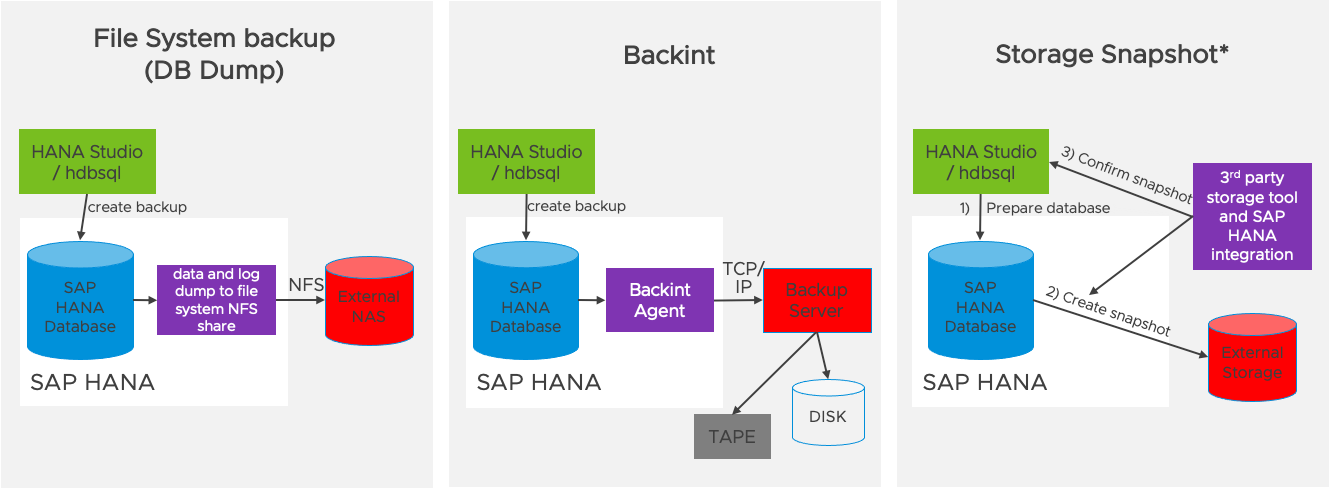 File System backup
(DB Dump)
HANA Studio
/ hdbsql
create backup
SAP
HANA
Database
data and log
dump to file
system NFS
share
NFS
External
NAS
SAP HANA
Backint
HANA Studio
/ hdbsql
create backup
SAP
HANA
Database
Backint
Agent
TCP/
IP
Backup
Server
SAP HANA
TAPE
DISK
Storage Snapshot*
HANA Studio
/ hdbsql
3) Confirm snapshot
3rd party
storage tool
and SAP
HANA
integration
1) Prepare database
SAP
HANA
Database
2) Create snapshot
External
Storage
SAP HANA